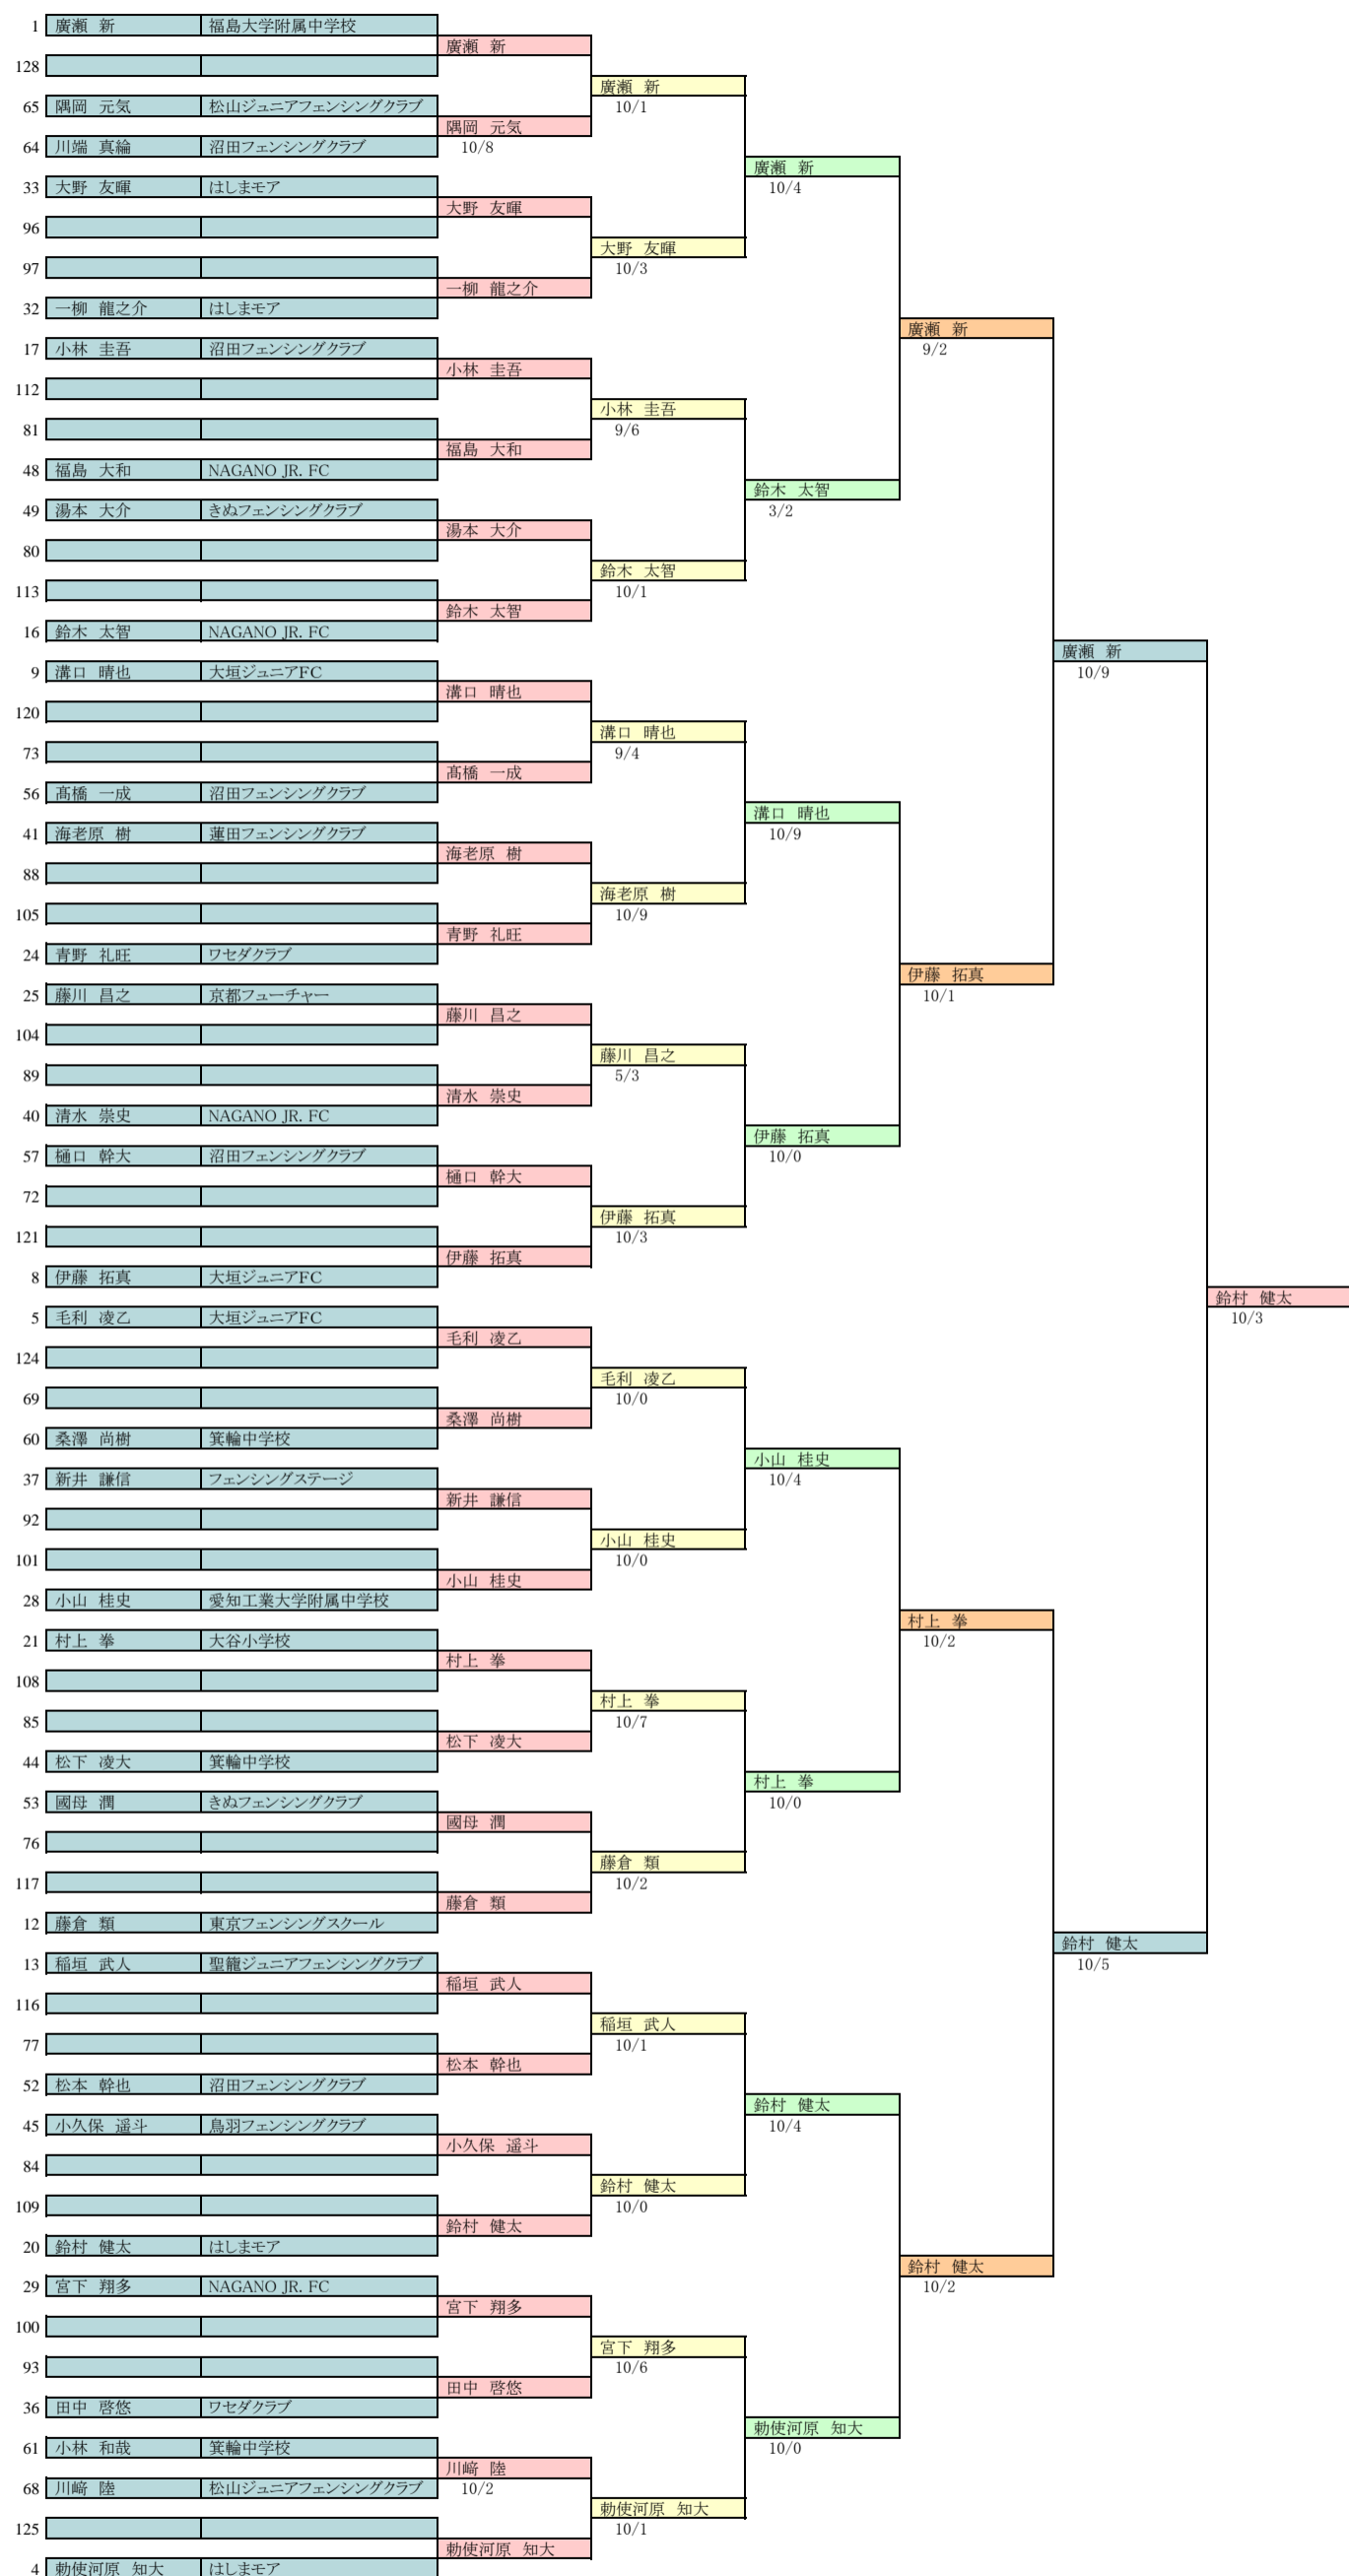 1 廣瀬 新 福島大学附属中学校
廣瀬 新
128
廣瀬 新
65 隅岡 元気 松山ジュニアフェンシングクラブ
10/1
隅岡 元気
64 川端 真綸 沼田フェンシングクラブ
10/8
廣瀬 新
33 大野 友暉 はしまモア
10/4
大野 友暉
96
大野 友暉
97
10/3
一柳 龍之介
32 一柳 龍之介 はしまモア
廣瀬 新
17 小林 圭吾 沼田フェンシングクラブ
9/2
小林 圭吾
112
小林 圭吾
81
9/6
福島 大和
48 福島 大和 NAGANO JR. FC
鈴木 太智
49 湯本 大介 きぬフェンシングクラブ
3/2
湯本 大介
80
鈴木 太智
113
10/1
鈴木 太智
16 鈴木 太智 NAGANO JR. FC
廣瀬 新
9 溝口 晴也 大垣ジュニアFC
10/9
溝口 晴也
120
溝口 晴也
73
9/4
髙橋 一成
56 髙橋 一成 沼田フェンシングクラブ
溝口 晴也
41 海老原 樹 蓮田フェンシングクラブ
10/9
海老原 樹
88
海老原 樹
105
10/9
青野 礼旺
24 青野 礼旺 ワセダクラブ
伊藤 拓真
25 藤川 昌之 京都フューチャー
10/1
藤川 昌之
104
藤川 昌之
89
5/3
清水 崇史
40 清水 崇史 NAGANO JR. FC
伊藤 拓真
57 樋口 幹大 沼田フェンシングクラブ
10/0
樋口 幹大
72
伊藤 拓真
121
10/3
伊藤 拓真
8 伊藤 拓真 大垣ジュニアFC
鈴村 健太
5 毛利 凌乙 大垣ジュニアFC
10/3
毛利 凌乙
124
毛利 凌乙
69
10/0
桑澤 尚樹
60 桑澤 尚樹 箕輪中学校
小山 桂史
37 新井 謙信 フェンシングステージ
10/4
新井 謙信
92
小山 桂史
101
10/0
小山 桂史
28 小山 桂史 愛知工業大学附属中学校
村上 拳
21 村上 拳 大谷小学校
10/2
村上 拳
108
村上 拳
85
10/7
松下 凌大
44 松下 凌大 箕輪中学校
村上 拳
53 國母 潤 きぬフェンシングクラブ
10/0
國母 潤
76
藤倉 類
117
10/2
藤倉 類
12 藤倉 類 東京フェンシングスクール
鈴村 健太
13 稲垣 武人 聖籠ジュニアフェンシングクラブ
10/5
稲垣 武人
116
稲垣 武人
77
10/1
松本 幹也
52 松本 幹也 沼田フェンシングクラブ
鈴村 健太
45 小久保 遥斗 鳥羽フェンシングクラブ
10/4
小久保 遥斗
84
鈴村 健太
109
10/0
鈴村 健太
20 鈴村 健太 はしまモア
鈴村 健太
29 宮下 翔多 NAGANO JR. FC
10/2
宮下 翔多
100
宮下 翔多
93
10/6
田中 啓悠
36 田中 啓悠 ワセダクラブ
勅使河原 知大
61 小林 和哉 箕輪中学校
10/0
川﨑 陸
68 川﨑 陸 松山ジュニアフェンシングクラブ
10/2
勅使河原 知大
125
10/1
勅使河原 知大
4 勅使河原 知大 はしまモア